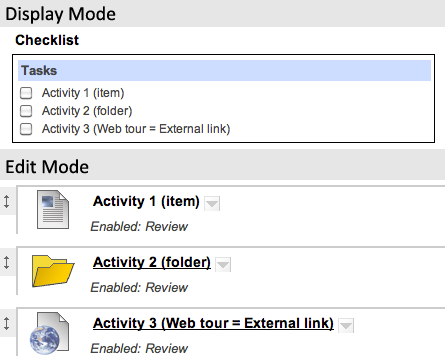 Display Mode
Checklist
Tasks
Activity 1 (item)
Activity 2 (folder)
Activity 3 (Web tour = External link)
Edit Mode
Activity 1 (item)
Enabled: Review
Activity 2 (folder)
Enabled: Review
Activity 3 (Web tour = External link)
Enabled: Review